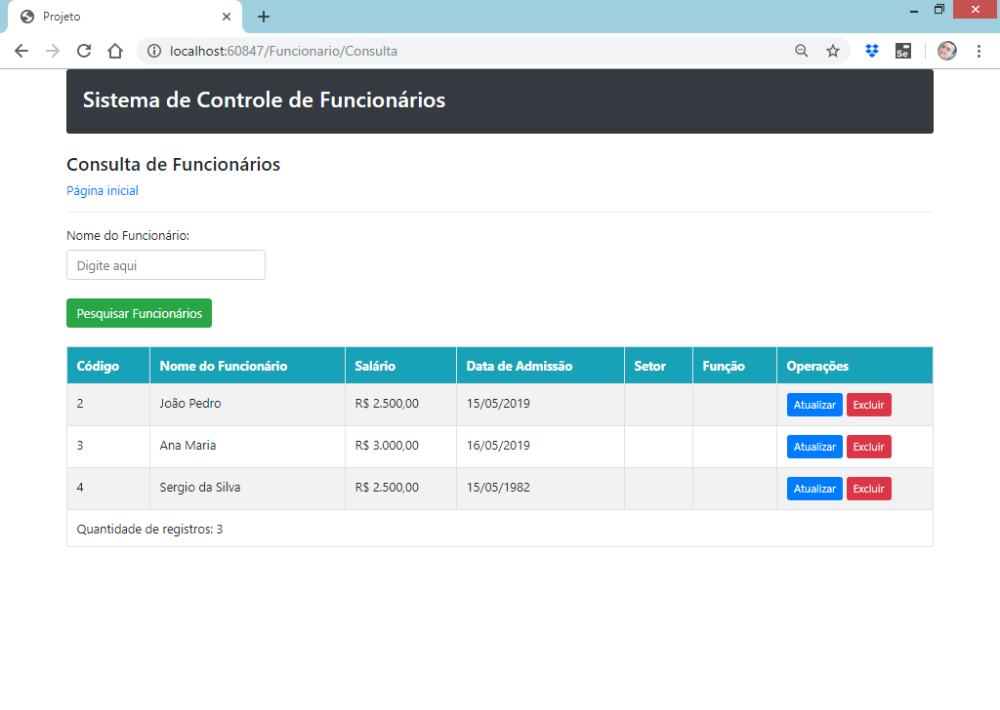 Projeto
localhost:60847/Funcionario/Consulta
Se
Sistema de Controle de Funcionários
Consulta de Funcionários
Página inicial
Nome do Funcionário:
Digite aqui
Pesquisar Funcionários
Código Nome do Funcionário Salário Data de Admissão Setor Função Operações
2 João Pedro R$ 2.500,00 15/05/2019 Atualizar Excluir
3 Ana Maria R$ 3.000,00 16/05/2019 Atualizar Excluir
4 Sergio da Silva R$ 2.500,00 15/05/1982 Atualizar Excluir
Quantidade de registros: 3